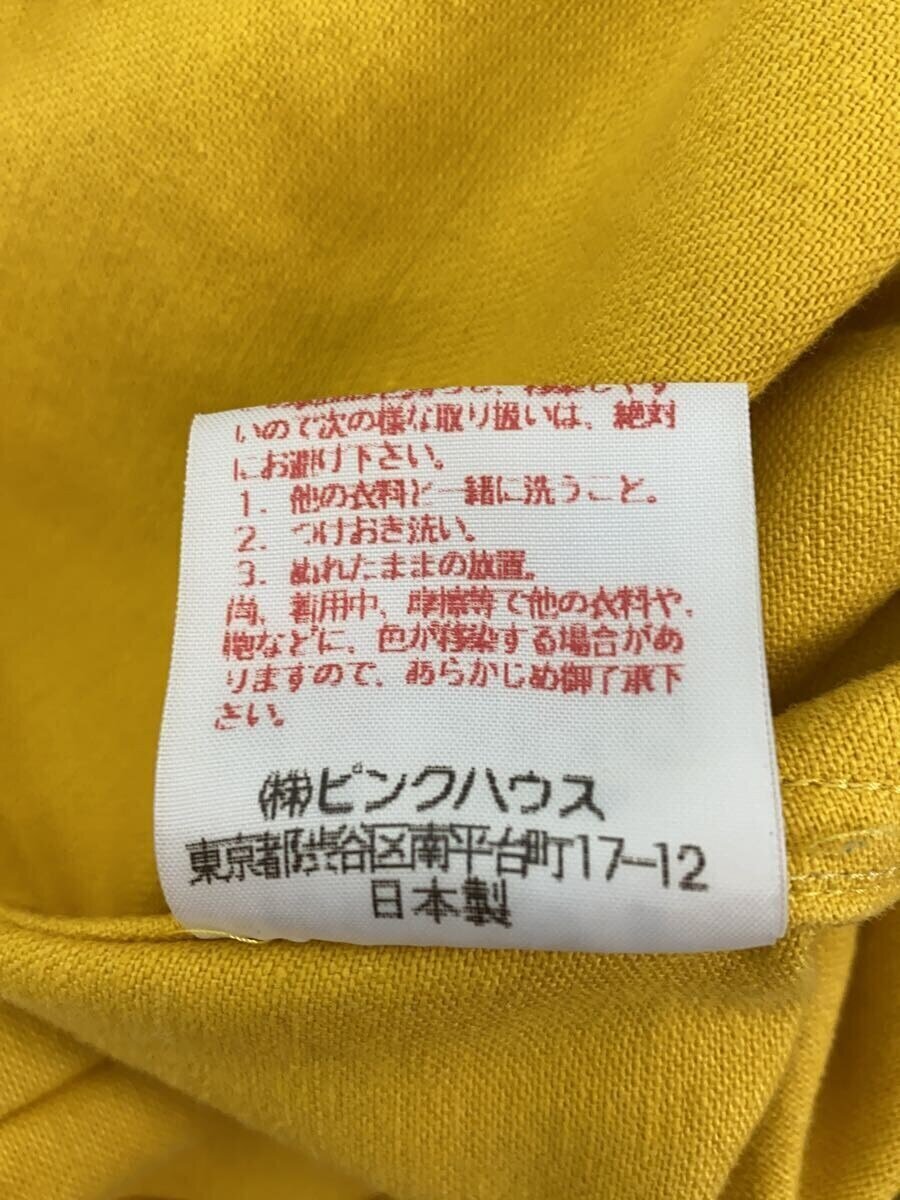 いので次の様な取り扱いは、絶対
にお避け下さい。
1. 他の衣料と一緒に洗うこと。
2. つけおき洗い。
3. ぬれたままの放置。
尚、着用中、摩擦等で他の衣料や、
鞄などに、色が移染する場合があ
りますので、あらかじめ御了承下
さい。
(株)ピンクハウス
東京都渋谷区南平台町17-12
日本製